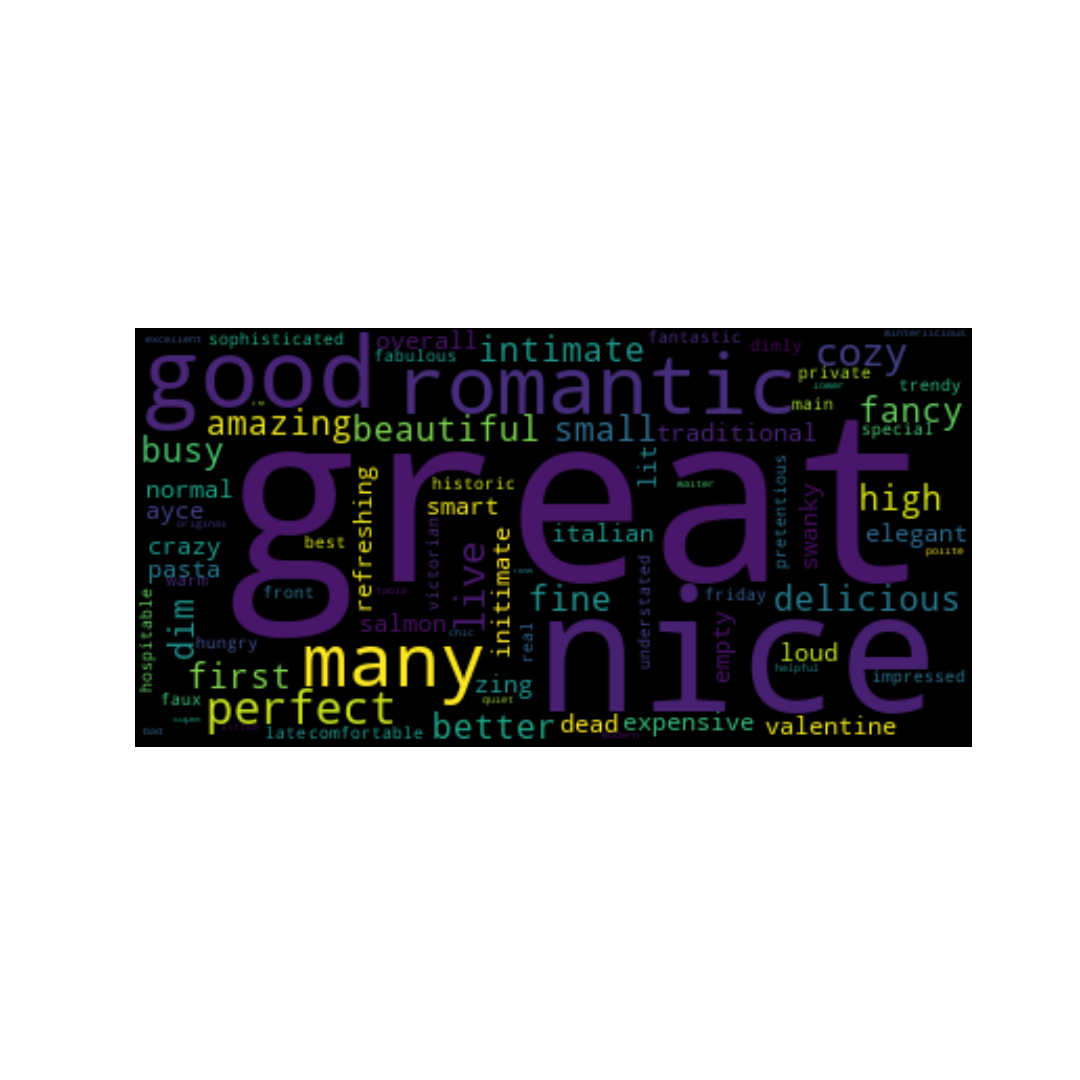 excellent sophisticated overall fantastic dimly winterlicious
fabulous intimate cozy
good romantic private
lower trendy
main fancy
amazing beautiful small traditional special
busy lit
great
normal refreshing historic waiter pretentious swanky high
ayce smart
original victorian italian elegant
crazy best live initimate polite
pasta
warm front table understated friday delicious
hospitable dim fine
salmon chic real empty
hungry nice
many loud
first zing helpful impressed
faux perfect quiet
better dead expensive valentine
late comfortable
bad